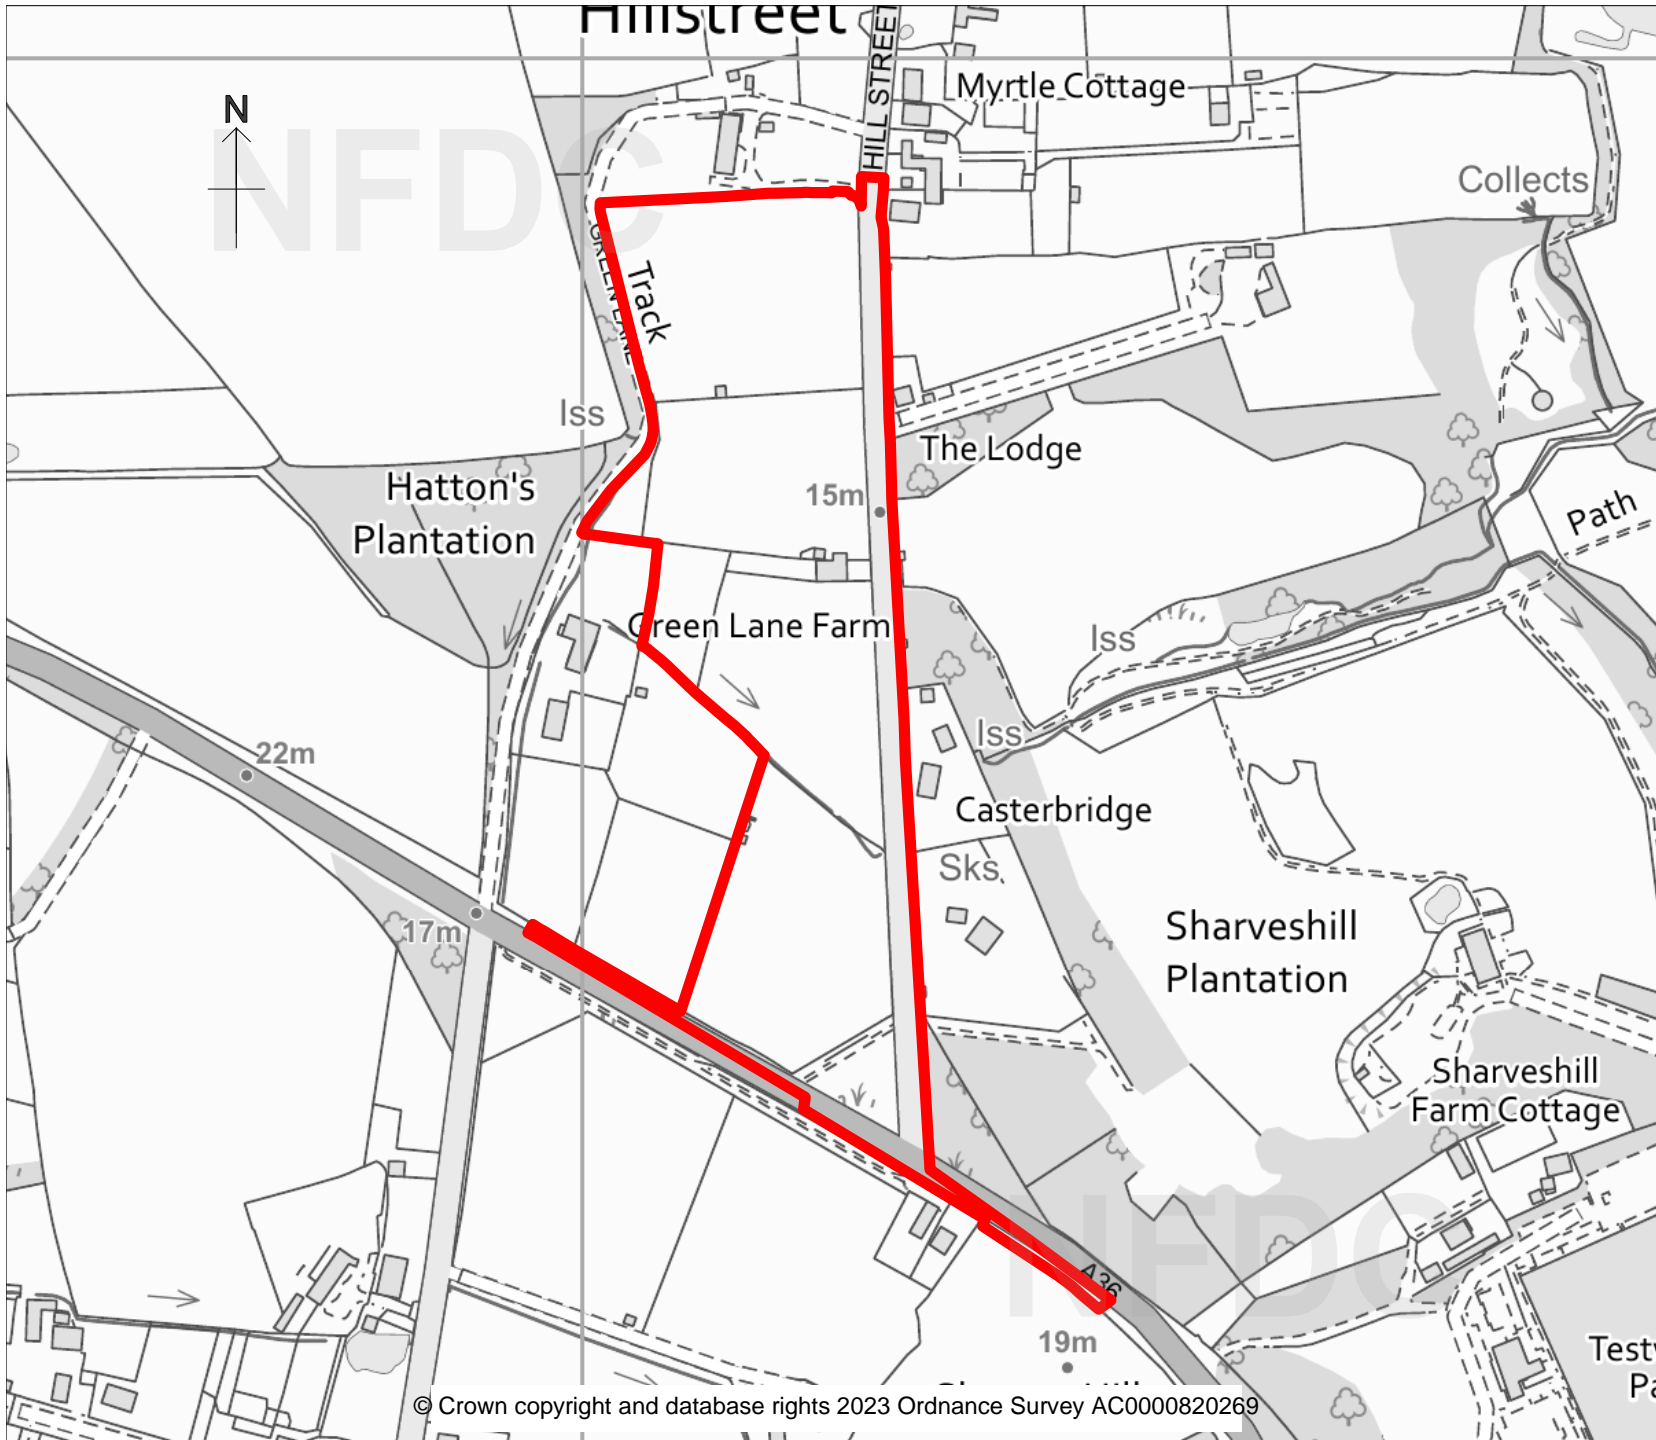 Hillstreet
HILL STREET
Myrtle Cottage
N
NFDC
Collects
GREEN LANE
Track
Iss
The Lodge
Hatton's
Plantation
15m
Path
Green Lane Farm
Iss
Iss
22m
Casterbridge
Sks
17m
Sharveshill
Plantation
Sharveshill
Farm Cottage
NFDC
A36
19m
© Crown copyright and database rights 2023 Ordnance Survey AC0000820269